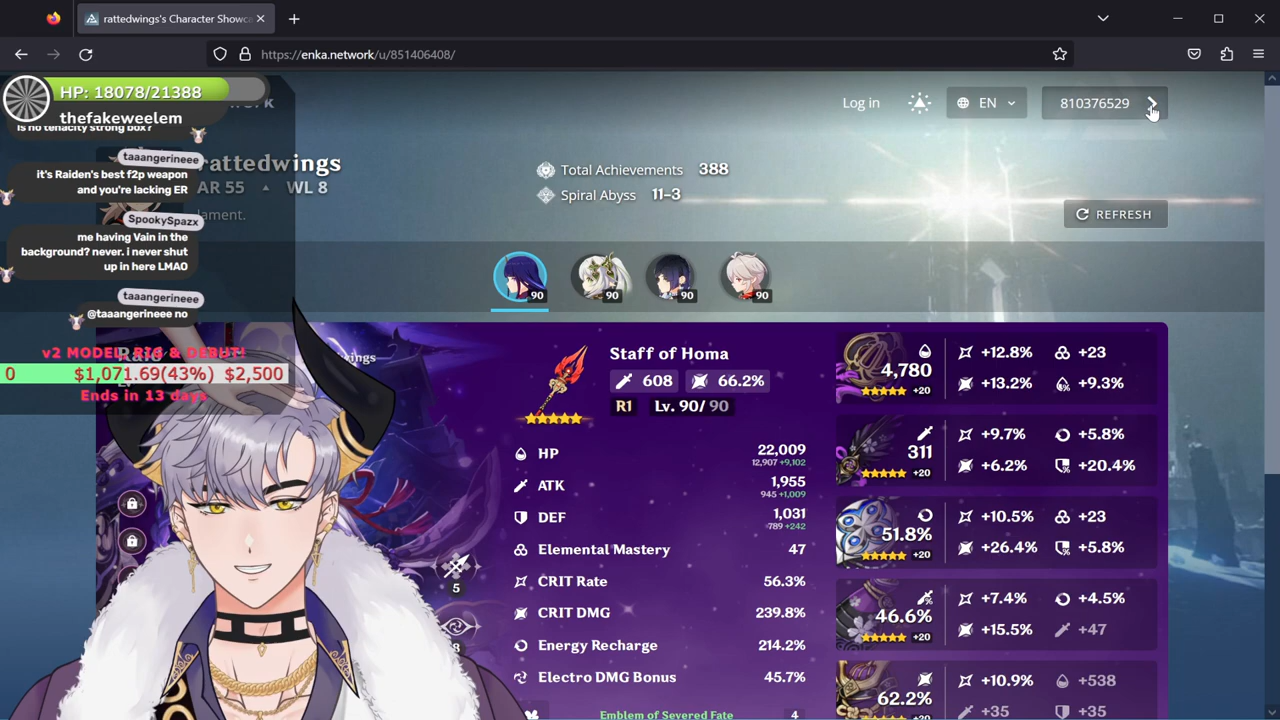 rattedwings's Character Showc
https://enka.network/u/851406408/
HP: 18078/21388
thefakeweelem
is no tenacity strong box?
taaangerineee
it's Raiden's best f2p weapon
and you're lacking ER
SpookySpazx
me having Vain in the
background? never. i never shut
up in here LMAO
taaangerineee
@taaangerineee no
v2 MODEL, RIG & DEBUT!
0 $1,071.69(43%) $2,500
Ends in 13 days
Log in
EN
810376529
rattedwings
AR 55 WL 8
lament.
Total Achievements 388
Spiral Abyss 11-3
REFRESH
90
90
90
90
ings
Staff of Homa
608 66.2%
R1 Lv. 90/ 90
HP 22,009
12,907 +9,102
ATK 1,955
945 +1,009
DEF 1,031
789 +242
Elemental Mastery 47
CRIT Rate 56.3%
CRIT DMG 239.8%
Energy Recharge 214.2%
Electro DMG Bonus 45.7%
Emblem of Severed Fate 4
5
8
4,780
+20
+12.8% +23
+13.2% +9.3%
311
+20
+9.7% +5.8%
+6.2% +20.4%
51.8%
+20
+10.5% +23
+26.4% +5.8%
46.6%
+20
+7.4% +4.5%
+15.5% +47
62.2%
+20
+10.9% +538
+35 +35